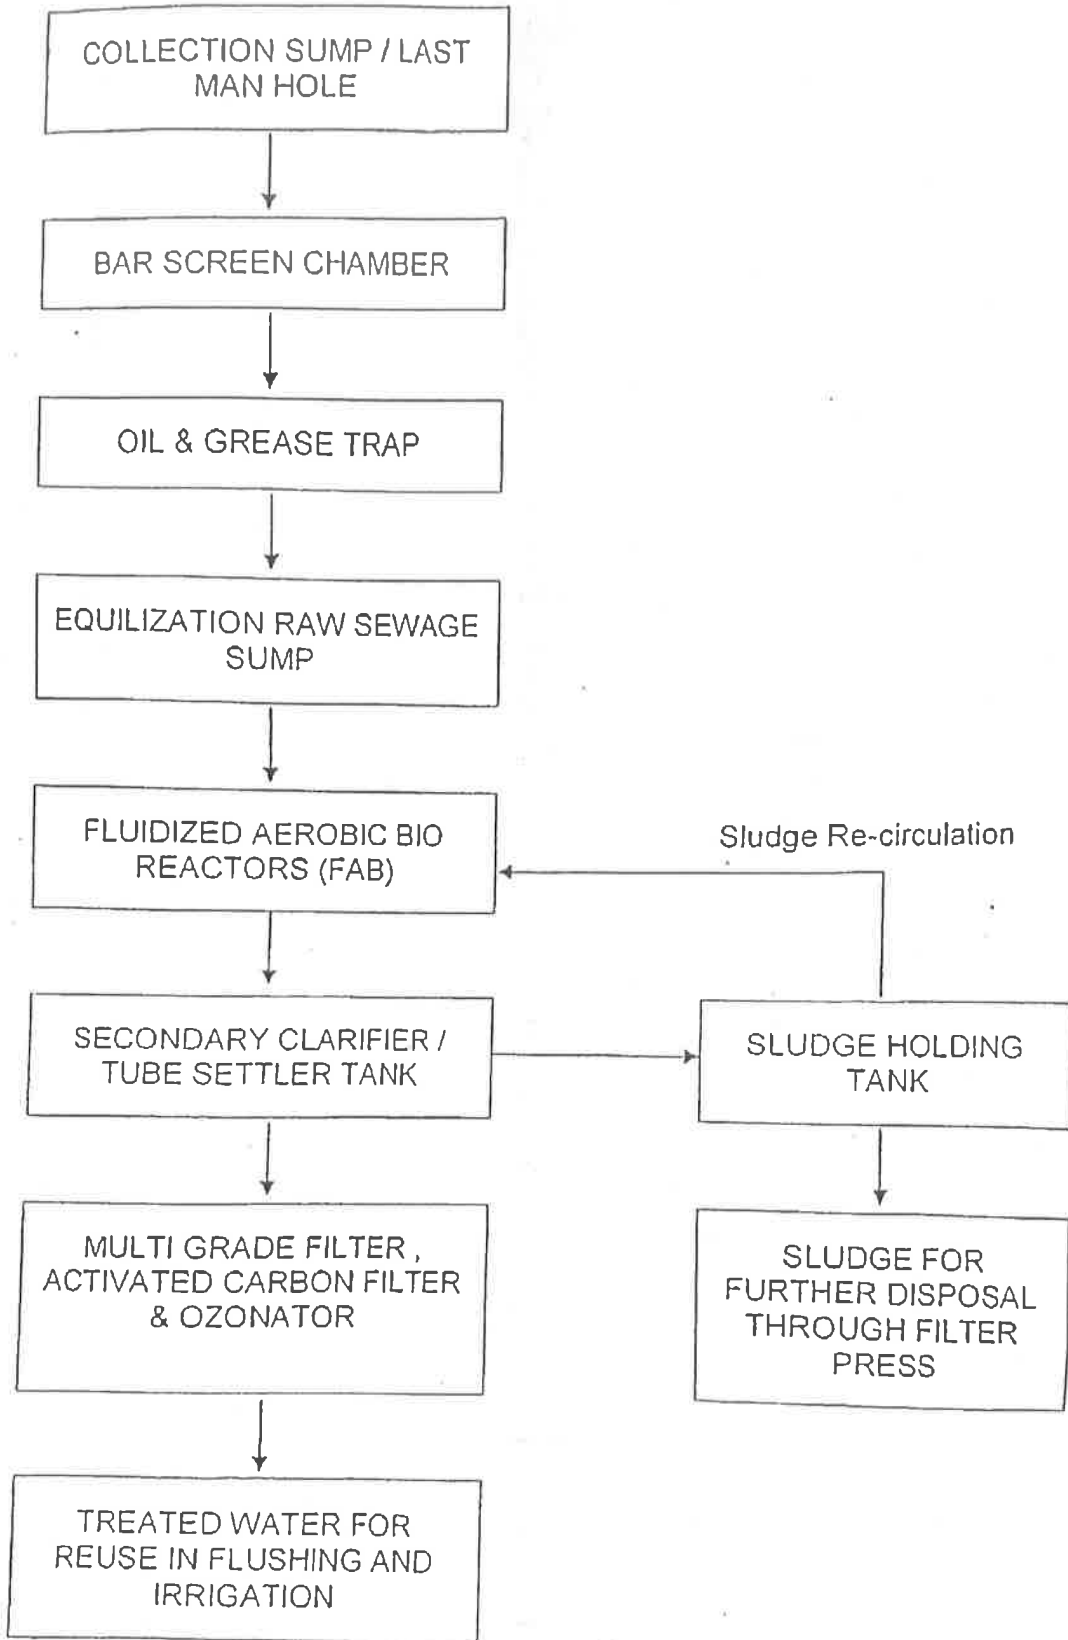 COLLECTION SUMP / LAST
MAN HOLE
BAR SCREEN CHAMBER
OIL & GREASE TRAP
EQUILIZATION RAW SEWAGE
SUMP
FLUIDIZED AEROBIC BIO
REACTORS (FAB)
Sludge Re-circulation
SECONDARY CLARIFIER /
TUBE SETTLER TANK
SLUDGE HOLDING
TANK
MULTI GRADE FILTER ,
ACTIVATED CARBON FILTER
& OZONATOR
SLUDGE FOR
FURTHER DISPOSAL
THROUGH FILTER
PRESS
TREATED WATER FOR
REUSE IN FLUSHING AND
IRRIGATION